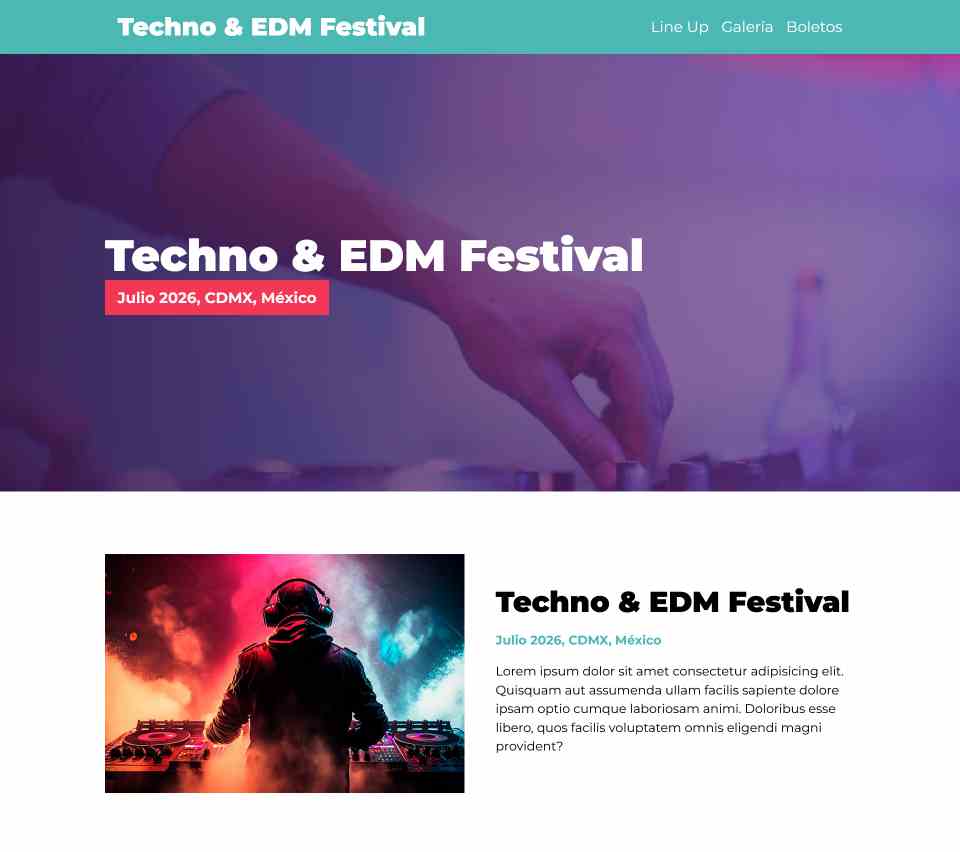 Techno & EDM Festival
Line Up Galería Boletos
Techno & EDM Festival
Julio 2026, CDMX, México
Techno & EDM Festival
Julio 2026, CDMX, México
Lorem ipsum dolor sit amet consectetur adipisicing elit.
Quisquam aut assumenda ullam facilis sapiente dolore
ipsam optio cumque laboriosam animi. Doloribus esse
libero, quos facilis voluptatem omnis eligendi magni
provident?